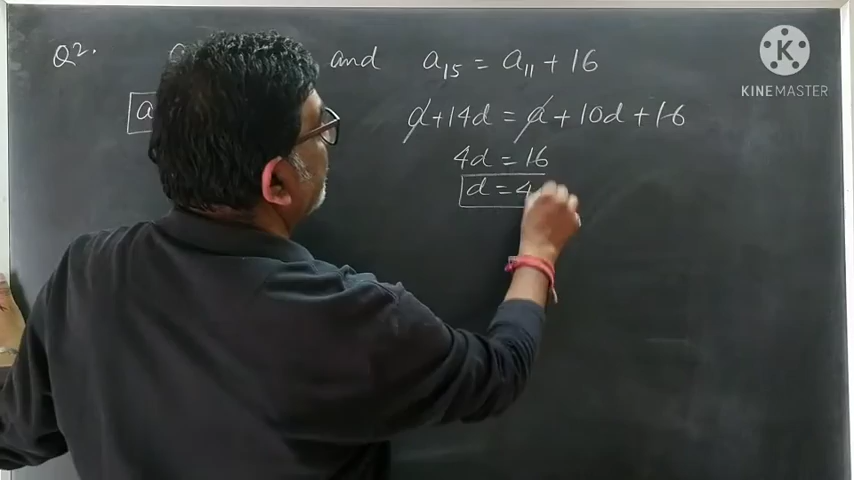 Q2. and a₁₅ = a₁₁ + 16
a
a + 14d = a + 10d + 16
4d = 16
d = 4
KINEMASTER